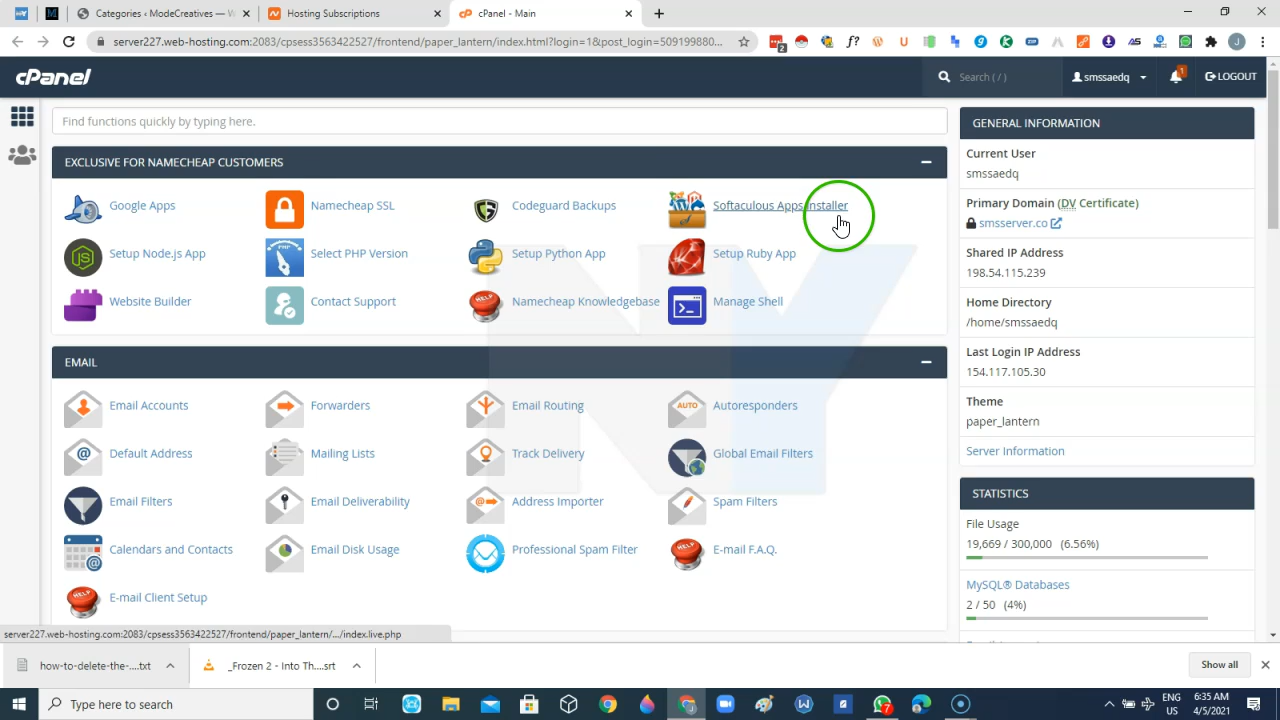 Categories ‹ ModeCreatives — W
Hosting Subscriptions
cPanel - Main
server227.web-hosting.com:2083/cpsess3563422527/frontend/paper_lantern/index.html?login=1&post_login=509199880...
cPanel
Search ( / )
smssaedq
1
LOGOUT
Find functions quickly by typing here.
EXCLUSIVE FOR NAMECHEAP CUSTOMERS
Google Apps
Namecheap SSL
Codeguard Backups
Softaculous Apps Installer
Setup Node.js App
Select PHP Version
Setup Python App
Setup Ruby App
Website Builder
Contact Support
Namecheap Knowledgebase
Manage Shell
EMAIL
Email Accounts
Forwarders
Email Routing
AUTO
Autoresponders
Default Address
Mailing Lists
Track Delivery
Global Email Filters
Email Filters
Email Deliverability
Address Importer
Spam Filters
Calendars and Contacts
Email Disk Usage
Professional Spam Filter
E-mail F.A.Q.
E-mail Client Setup
GENERAL INFORMATION
Current User
smssaedq
Primary Domain (DV Certificate)
smsserver.co
Shared IP Address
198.54.115.239
Home Directory
/home/smssaedq
Last Login IP Address
154.117.105.30
Theme
paper_lantern
Server Information
STATISTICS
File Usage
19,669 / 300,000 (6.56%)
MySQL® Databases
2 / 50 (4%)
NY
server227.web-hosting.com:2083/cpsess3563422527/frontend/paper_lantern/.../index.live.php
how-to-delete-the-....txt
_Frozen 2 - Into Th....srt
Show all
Type here to search
7
ENG
US
6:35 AM
4/5/2021